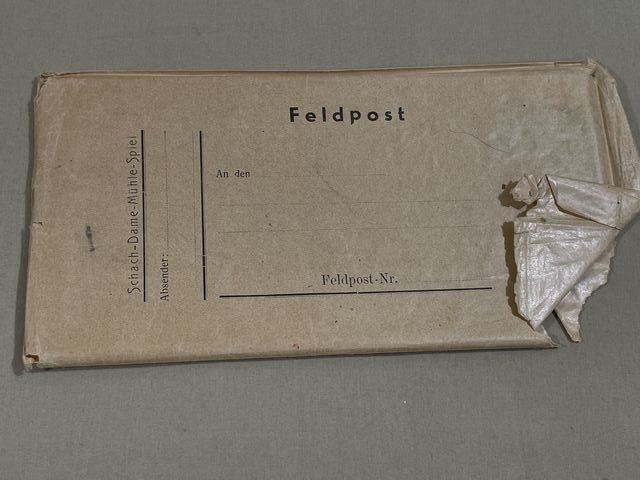 Feldpost
Schach-Dame-Mühle-Spiel
Absender:
An den
Feldpost-Nr.